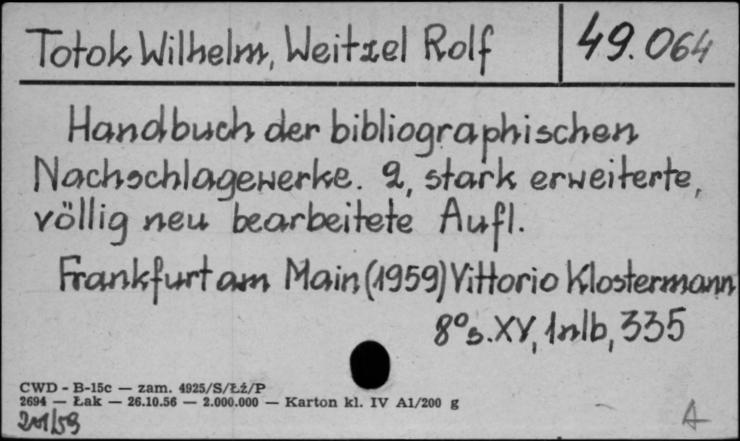 Totok Wilhelm, Weitzel Rolf 49.064
Handbuch der bibliographischen
Nachschlagewerke. 2, stark erweiterte,
völlig neu bearbeitete Aufl.
Frankfurt am Main (1959) Vittorio Klostermann
8° s. XV, 1nlb, 335
CWD - B-15c — zam. 4925/S/Łż/P
2694 — Łak — 26.10.56 — 2.000.000 — Karton kl. IV A1/200 g
A